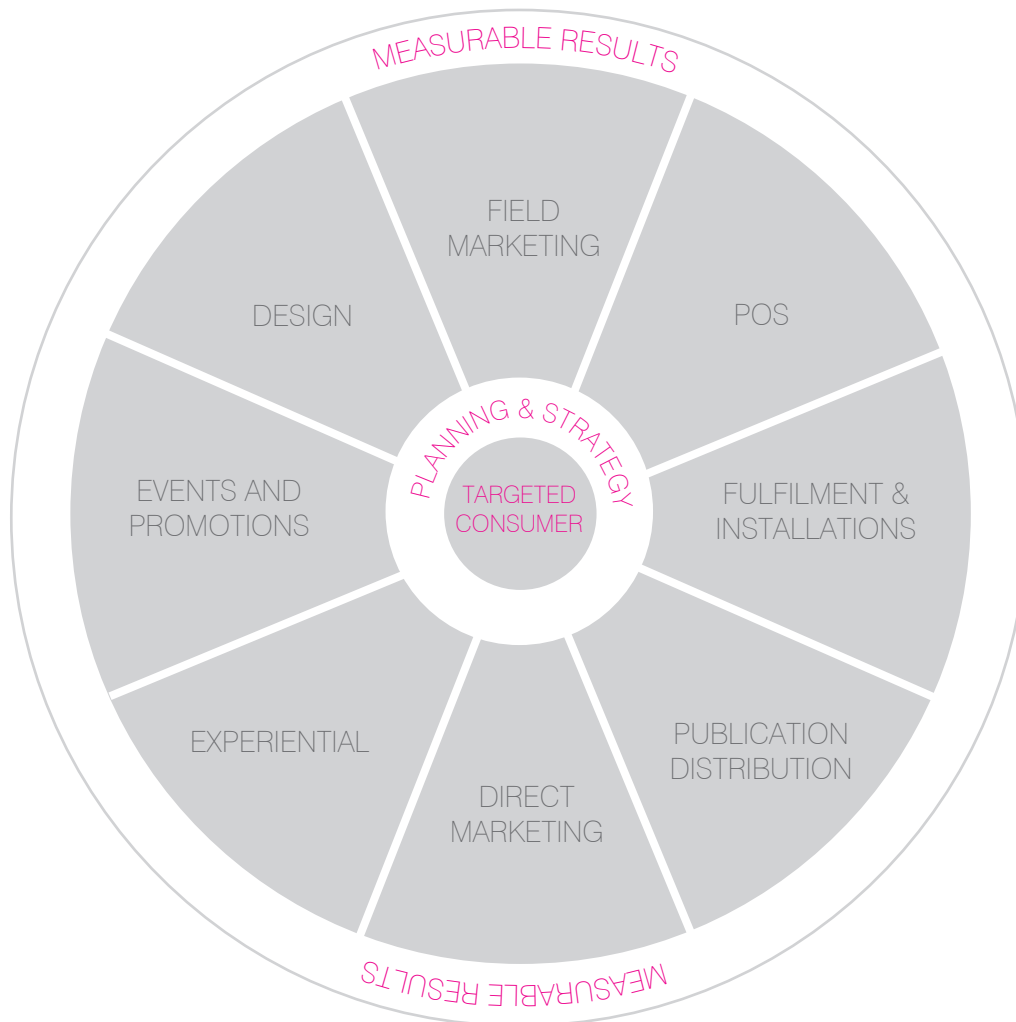 MEASURABLE RESULTS
FIELD
MARKETING
DESIGN
POS
PLANNING & STRATEGY
TARGETED
CONSUMER
EVENTS AND
PROMOTIONS
FULFILMENT &
INSTALLATIONS
EXPERIENTIAL
PUBLICATION
DISTRIBUTION
DIRECT
MARKETING
MEASURABLE RESULTS